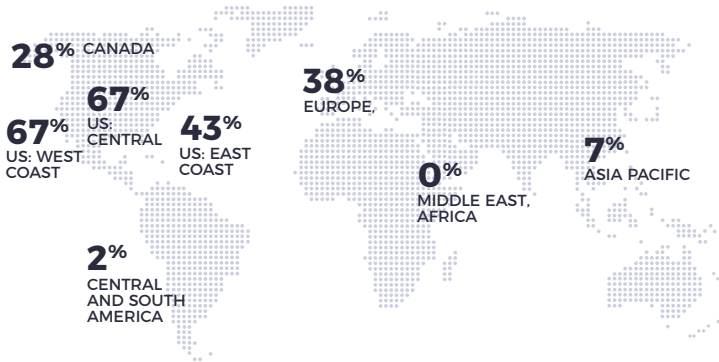 28% CANADA
67%
US:
CENTRAL
67%
US: WEST
COAST
43%
US: EAST
COAST
38%
EUROPE,
0%
MIDDLE EAST,
AFRICA
7%
ASIA PACIFIC
2%
CENTRAL
AND SOUTH
AMERICA